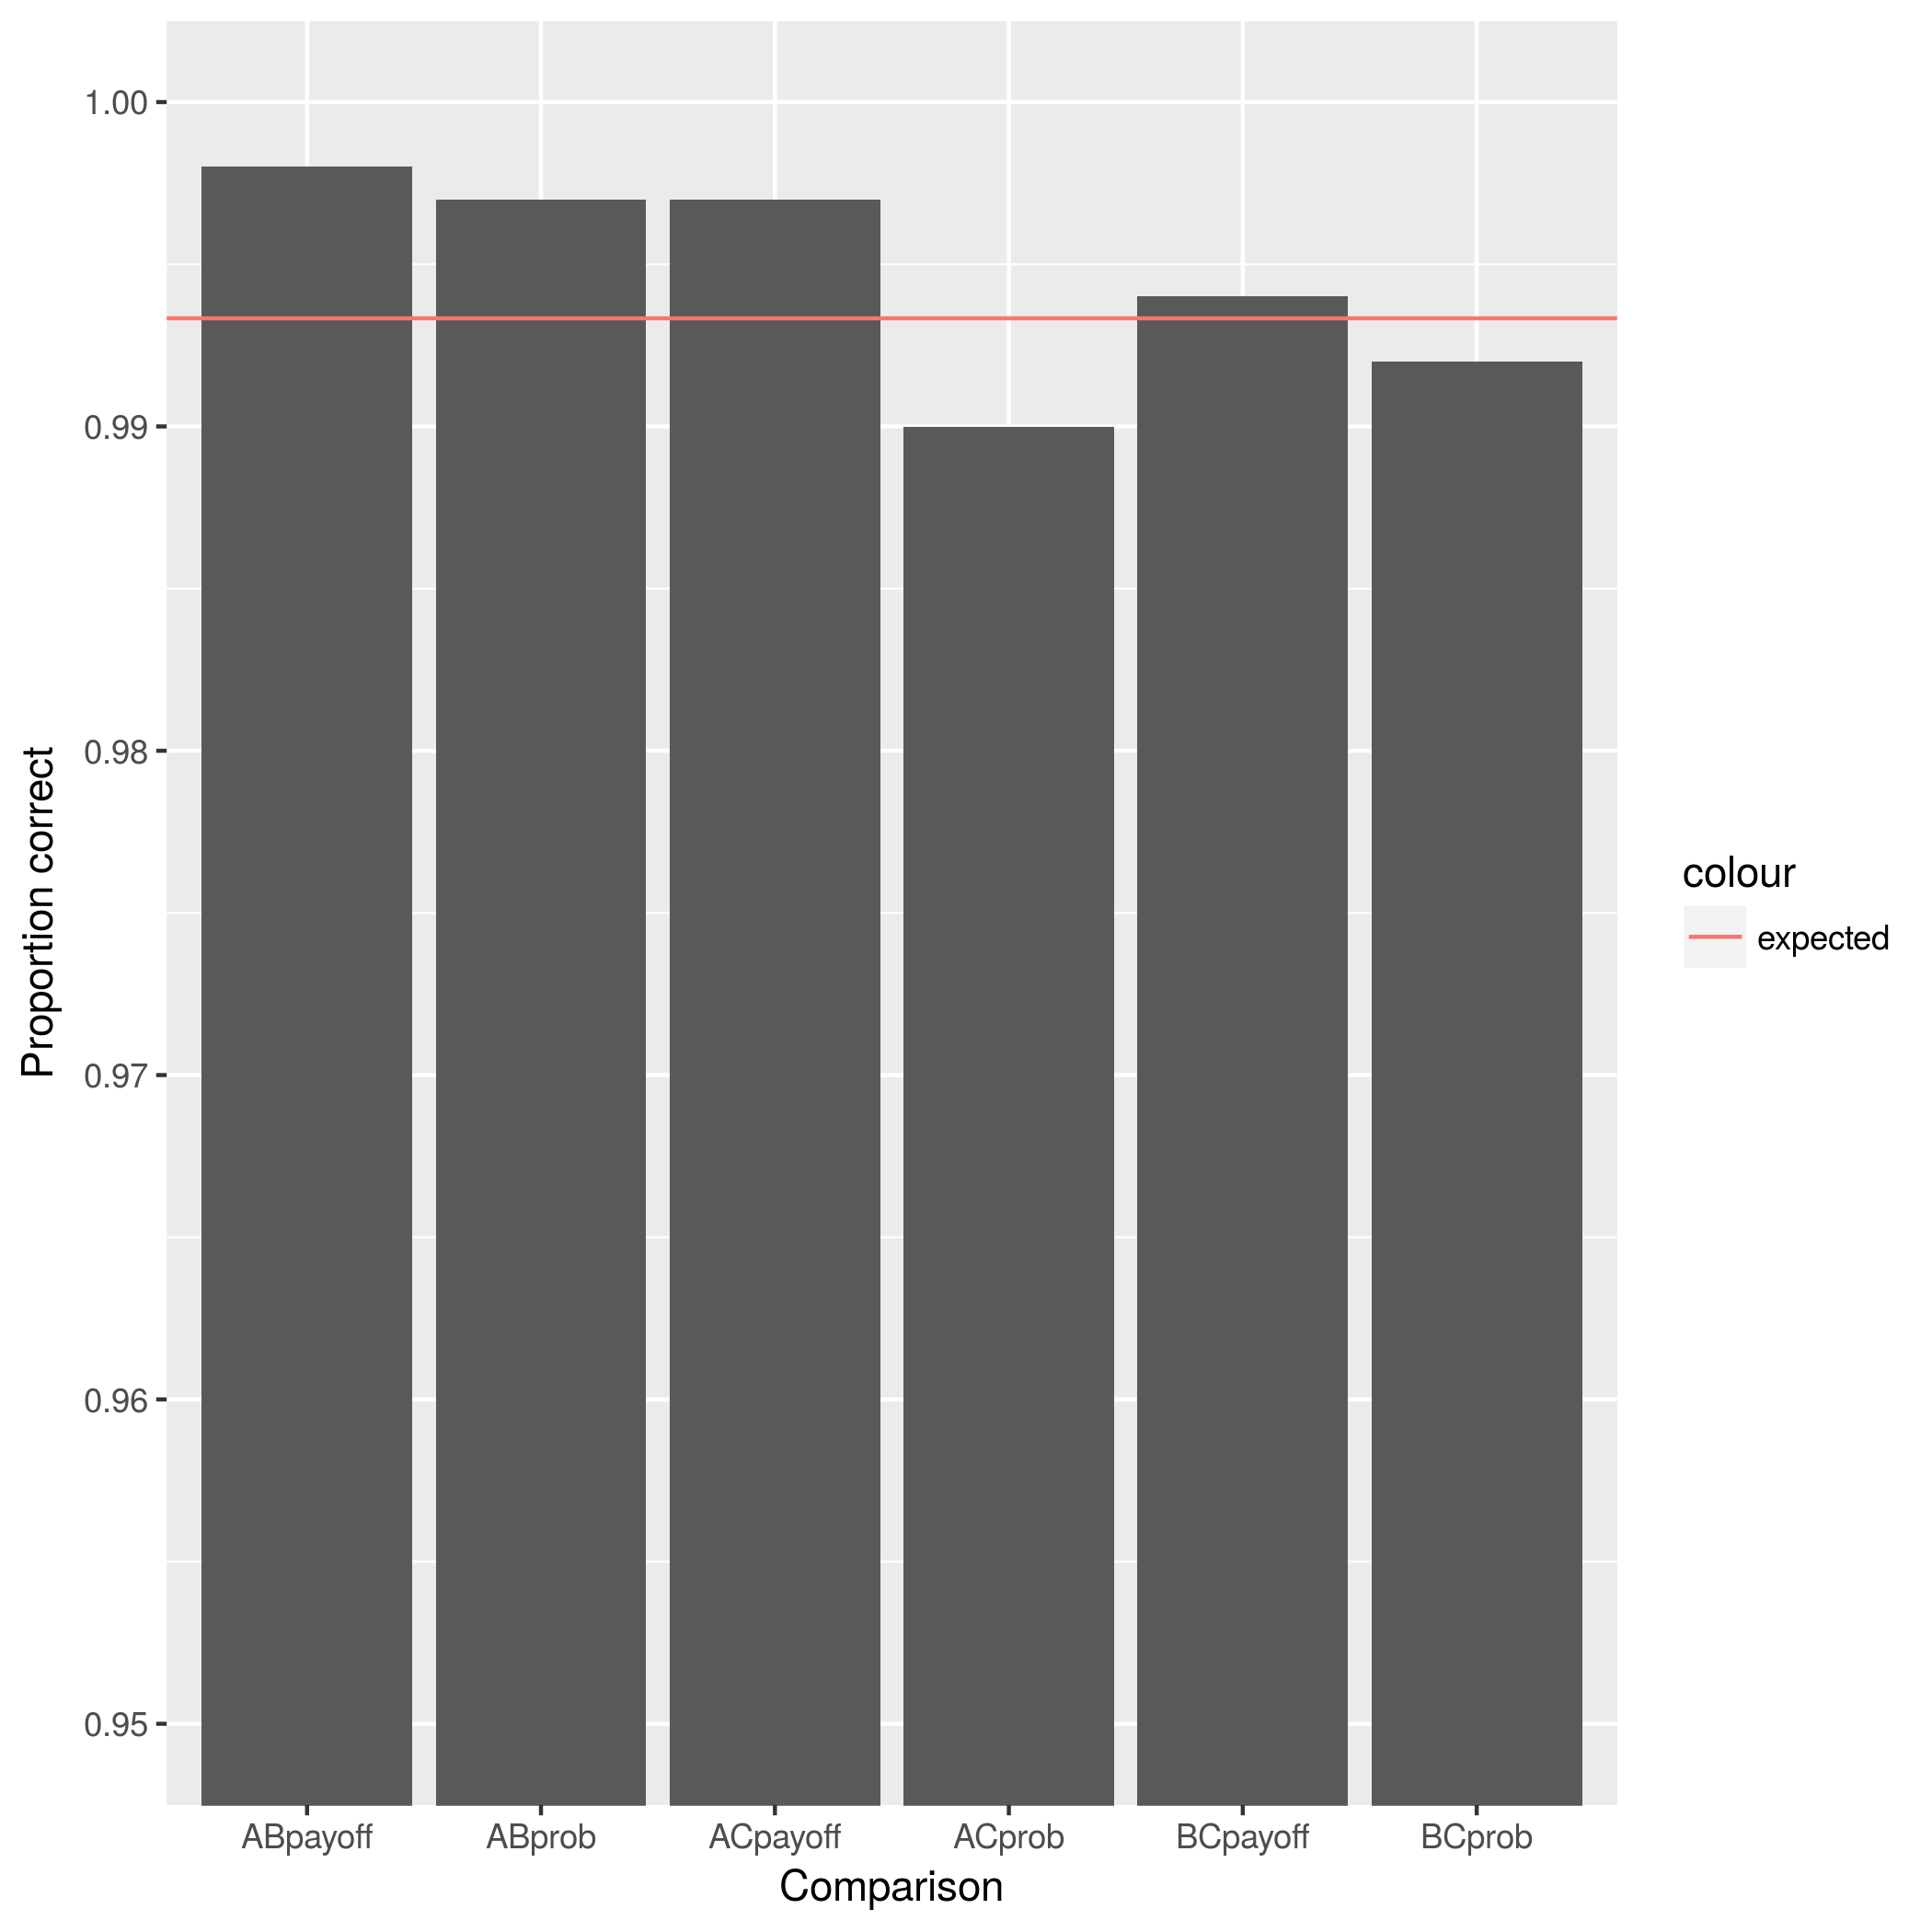 1.00
0.99
0.98
0.97
0.96
0.95
Proportion correct
ABpayoff ABprob ACpayoff ACprob BCpayoff BCprob
Comparison
colour
expected